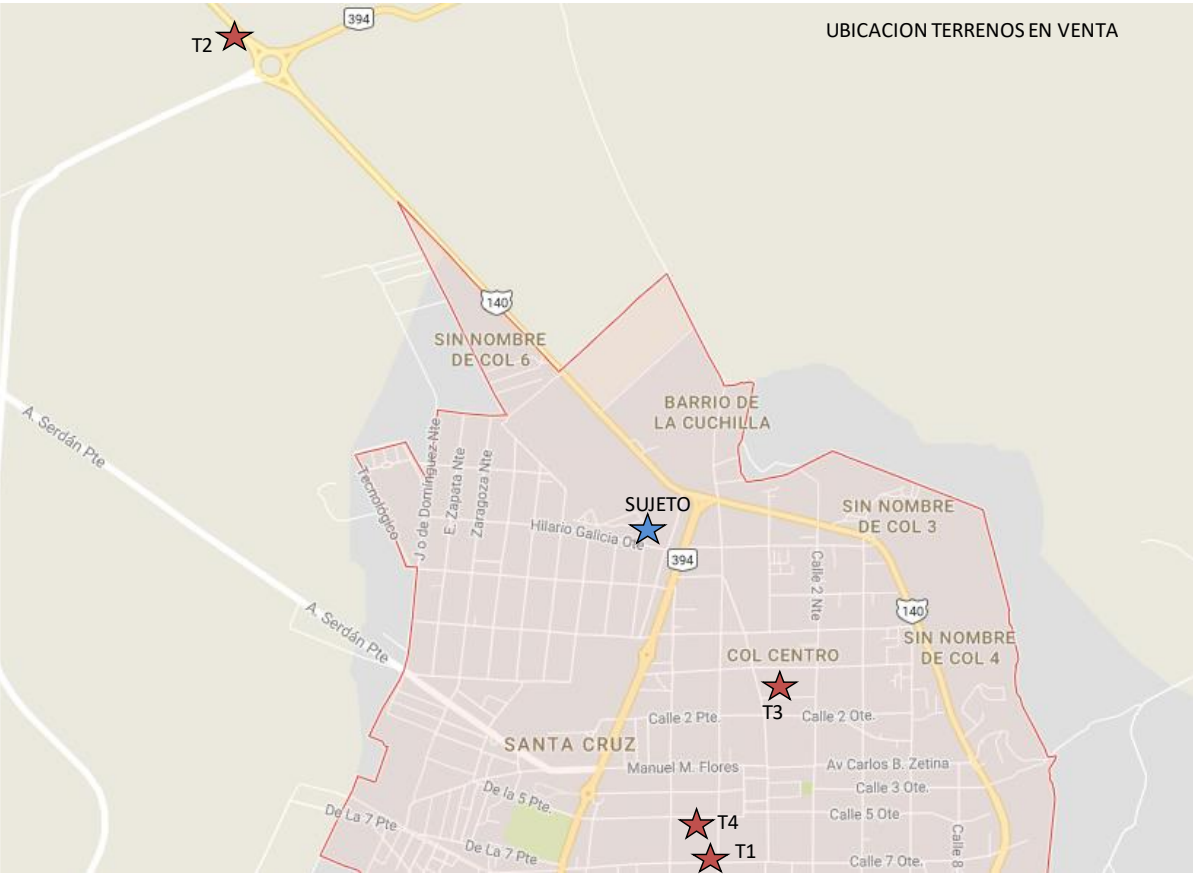 UBICACION TERRENOS EN VENTA
394
T2
140
SIN NOMBRE
DE COL 6
BARRIO DE
LA CUCHILLA
A. Serdán Pte
Tecnológico
J o de Domínguez Nte
E. Zapata Nte
Zaragoza Nte
SUJETO
Hilario Galicia Ote
394
SIN NOMBRE
DE COL 3
Calle 2 Nte
140
A. Serdán Pte
SIN NOMBRE
DE COL 4
COL CENTRO
T3
Calle 2 Pte.
Calle 2 Ote.
SANTA CRUZ
Manuel M. Flores
Av Carlos B. Zetina
Calle 3 Ote.
De la 5 Pte.
Calle 5 Ote
De La 7 Pte
T4
T1
De La 7 Pte
Calle 7 Ote.
Calle 8